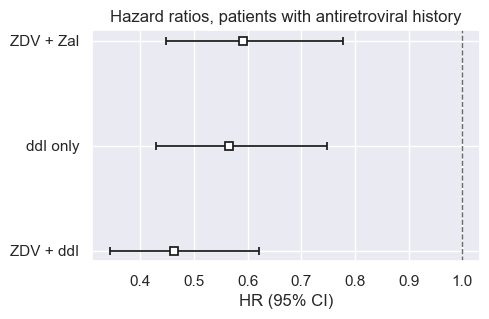 Hazard ratios, patients with antiretroviral history
ZDV + Zal
ddI only
ZDV + ddI
0.4 0.5 0.6 0.7 0.8 0.9 1.0
HR (95% CI)